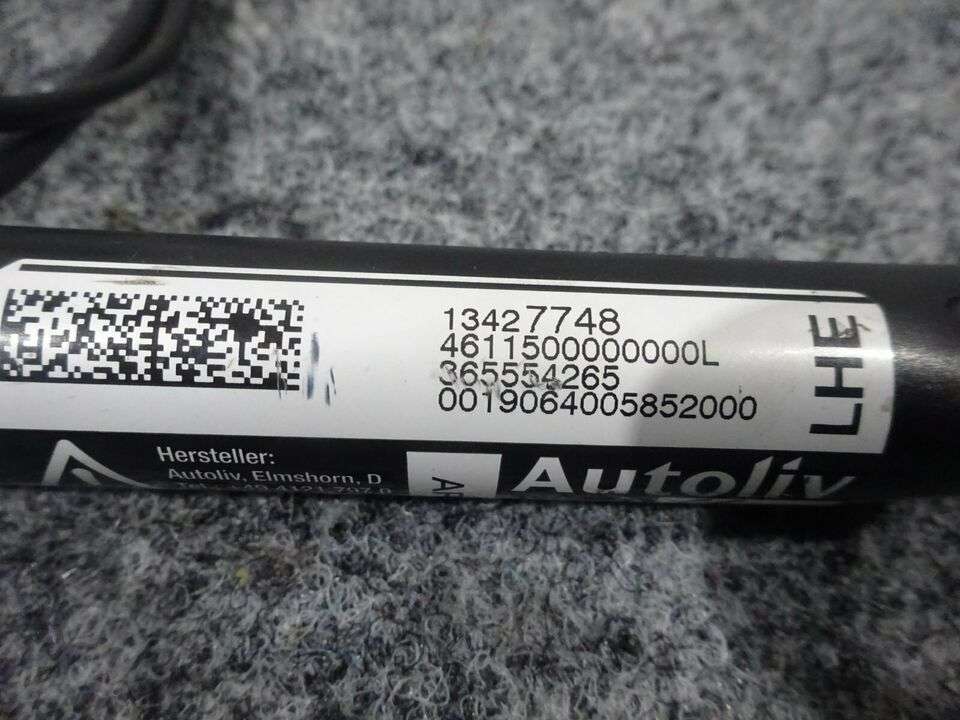 13427748
4611500000000L
365554265
0019064005852000
LHE
Hersteller:
Autoliv, Elmshorn, D
Autoliv